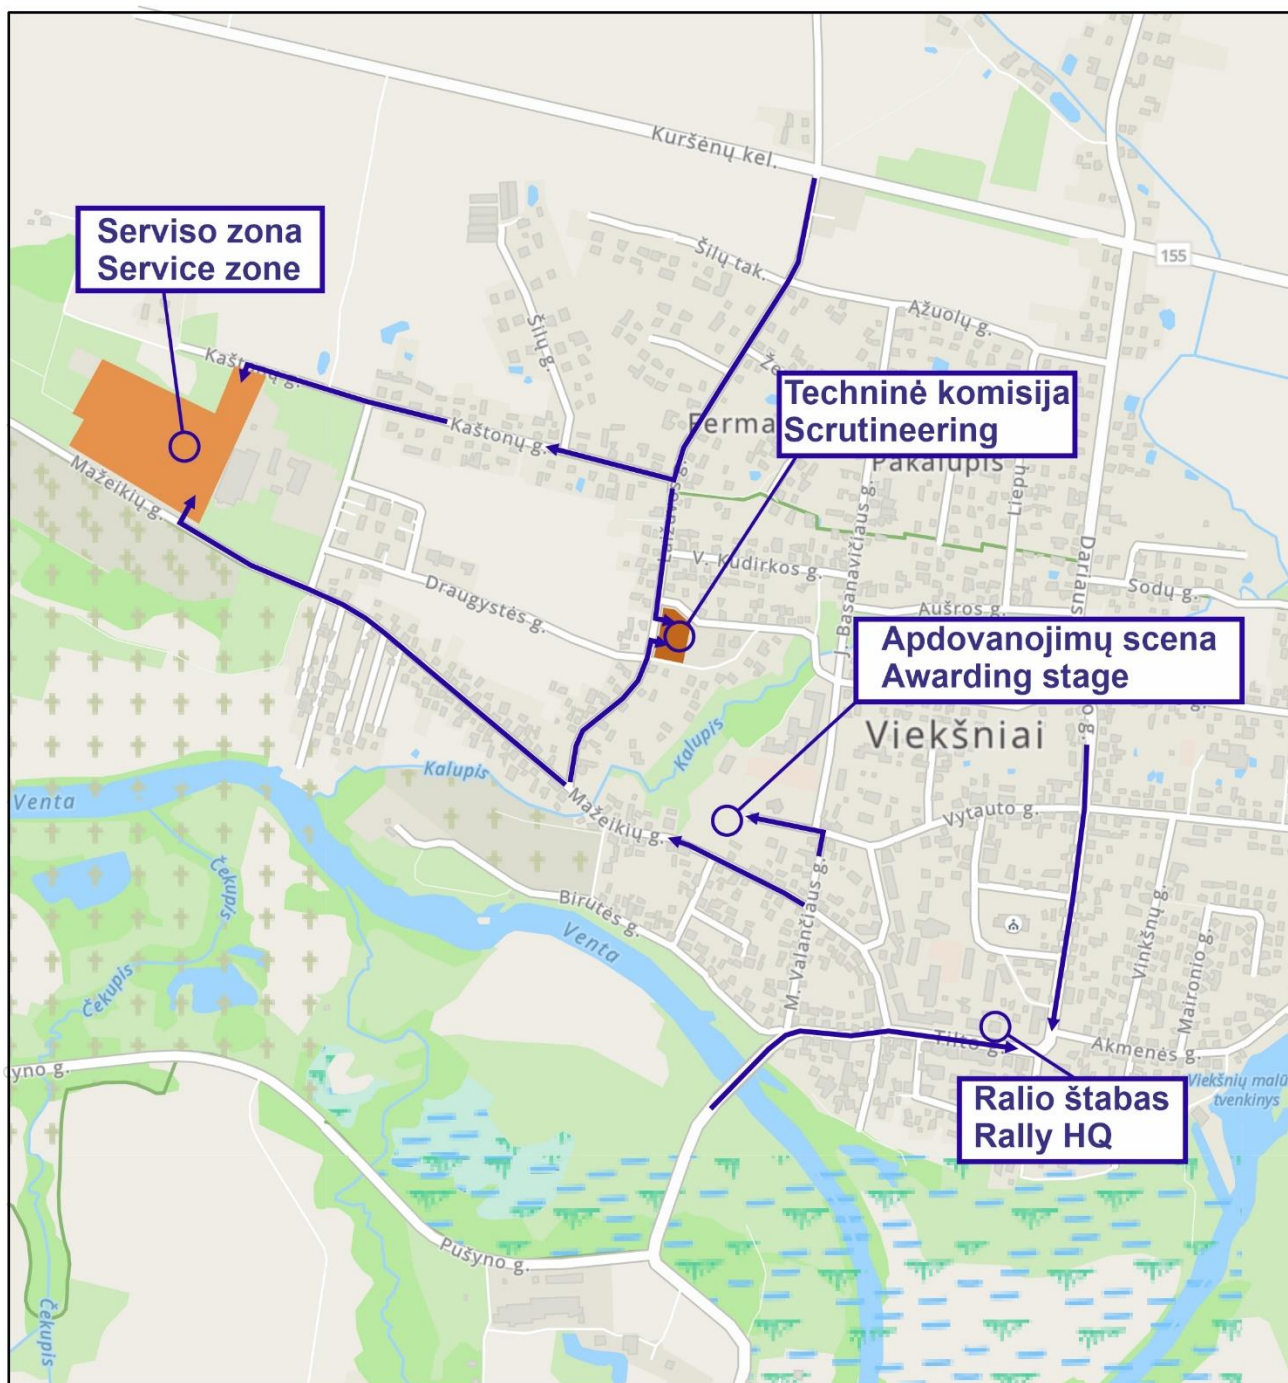 Kuršėnų kel.
155
Serviso zona
Service zone
Šilų tak.
Ąžuolų g.
Šilų g.
Kaštonų g.
Techninė komisija
Scrutineering
Kaštonų g.
Pakalupis
Liepų
Mažeikių g.
J. Basanavičiaus g.
Dariaus
V. Kudirkos g.
Sodų g.
Draugystės g.
Aušros g.
Apdovanojimų scena
Awarding stage
Viekšniai
Kalupis
Kalupis
Venta
Mažeikių g.
Vytauto g.
Čekupis
Birutės g.
Venta
M. Valančiaus g.
Vinkšnų g.
Maironio g.
Čekupis
Tilto g.
Akmenės g.
yno g.
Viekšnių malū
tvenkinys
Ralio štabas
Rally HQ
Pušyno g.
Čekupis